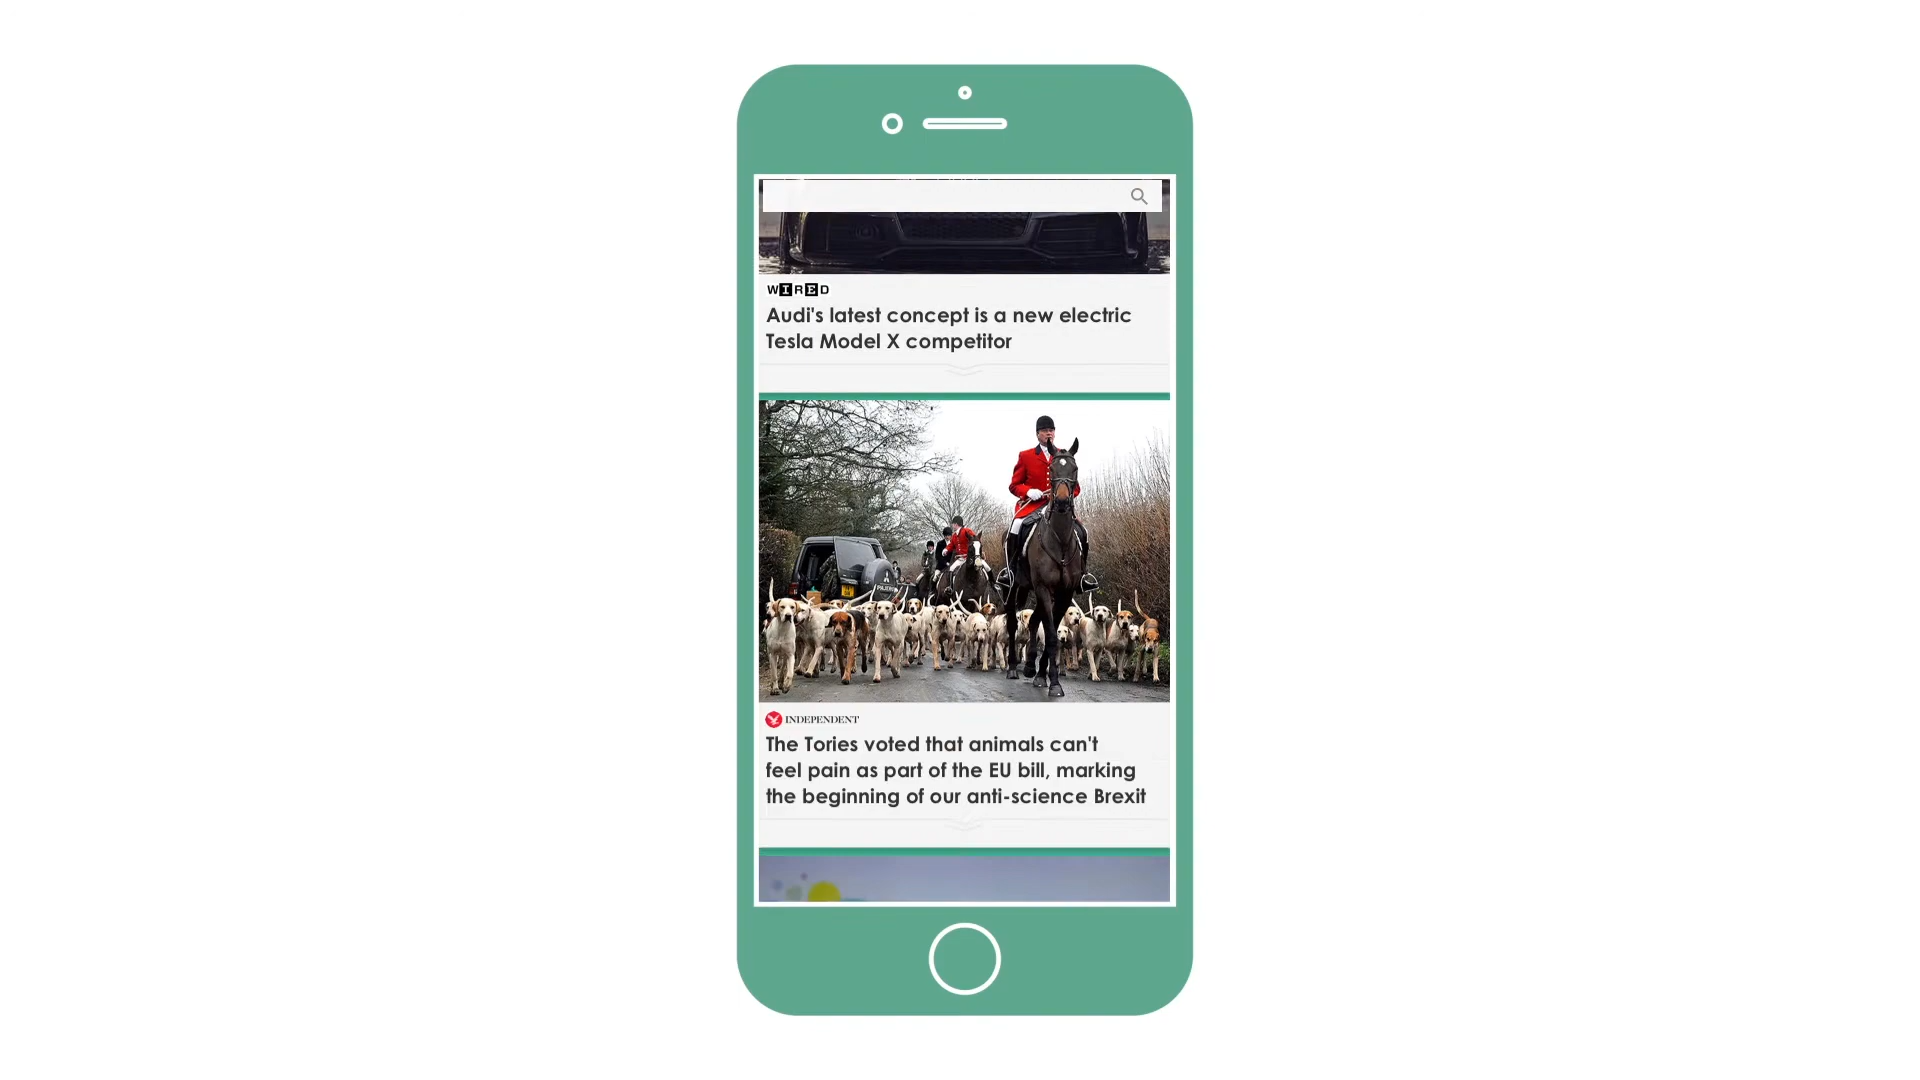 WIRED
Audi's latest concept is a new electric
Tesla Model X competitor
INDEPENDENT
The Tories voted that animals can't
feel pain as part of the EU bill, marking
the beginning of our anti-science Brexit